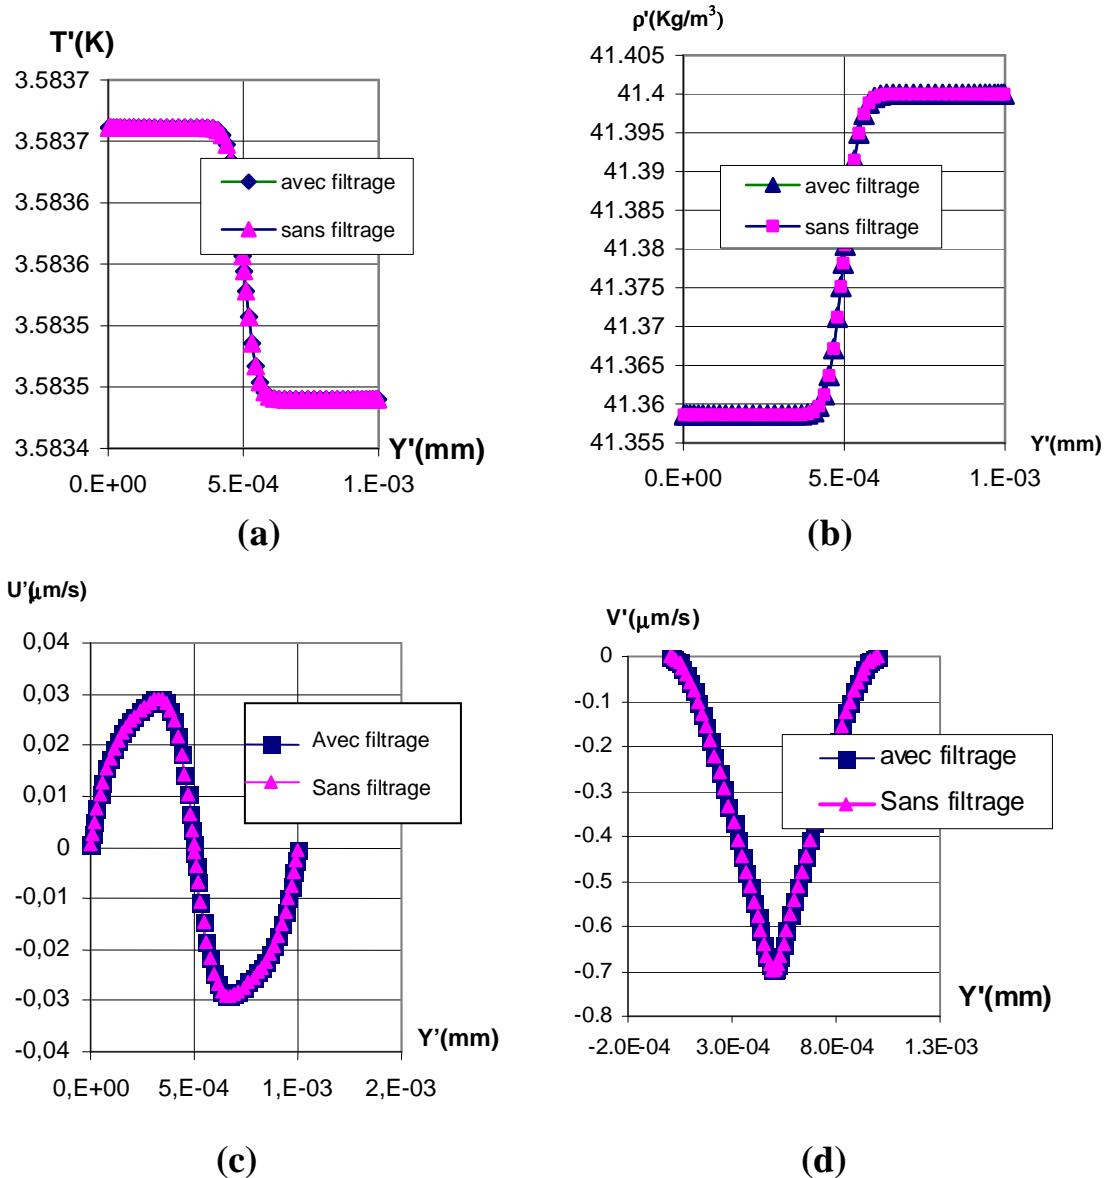 T'(K)
3.5837
3.5837
3.5836
3.5836
3.5835
3.5835
3.5834
avec filtrage
sans filtrage
Y'(mm)
0.E+00 5.E-04 1.E-03
(a)
ρ'(Kg/m³)
41.405
41.4
41.395
41.39
41.385
41.38
41.375
41.37
41.365
41.36
41.355
avec filtrage
sans filtrage
Y'(mm)
0.E+00 5.E-04 1.E-03
(b)
U'(μm/s)
0,04
0,03
0,02
0,01
0
-0,01
-0,02
-0,03
-0,04
Avec filtrage
Sans filtrage
Y'(mm)
0,E+00 5,E-04 1,E-03 2,E-03
(c)
V'(μm/s)
0
-0.1
-0.2
-0.3
-0.4
-0.5
-0.6
-0.7
-0.8
avec filtrage
Sans filtrage
Y'(mm)
-2.0E-04 3.0E-04 8.0E-04 1.3E-03
(d)